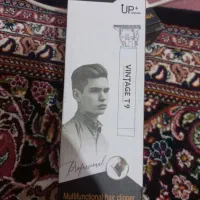 UP+
VINTAGE T9
Professional
Multifunctional hair clipper